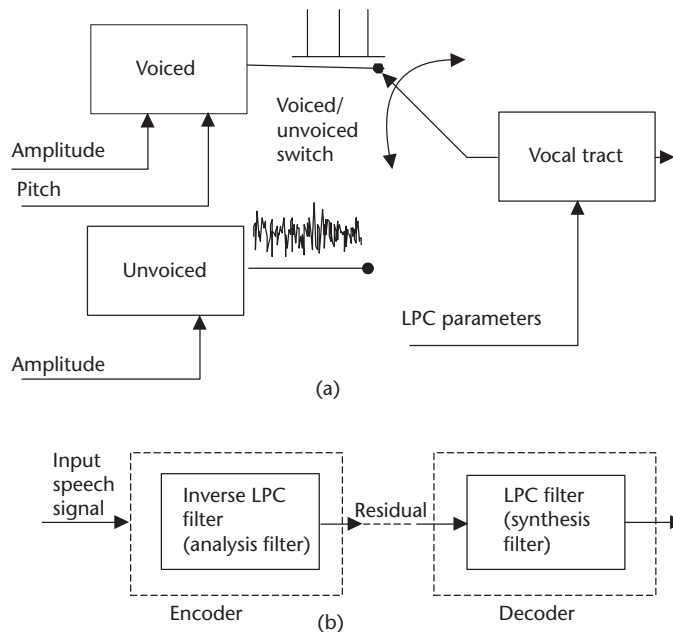 Voiced
Voiced/
unvoiced
switch
Vocal tract
Amplitude
Pitch
Unvoiced
LPC parameters
Amplitude
(a)
Input
speech
signal
Inverse LPC
filter
(analysis filter)
Residual
LPC filter
(synthesis
filter)
Encoder
Decoder
(b)